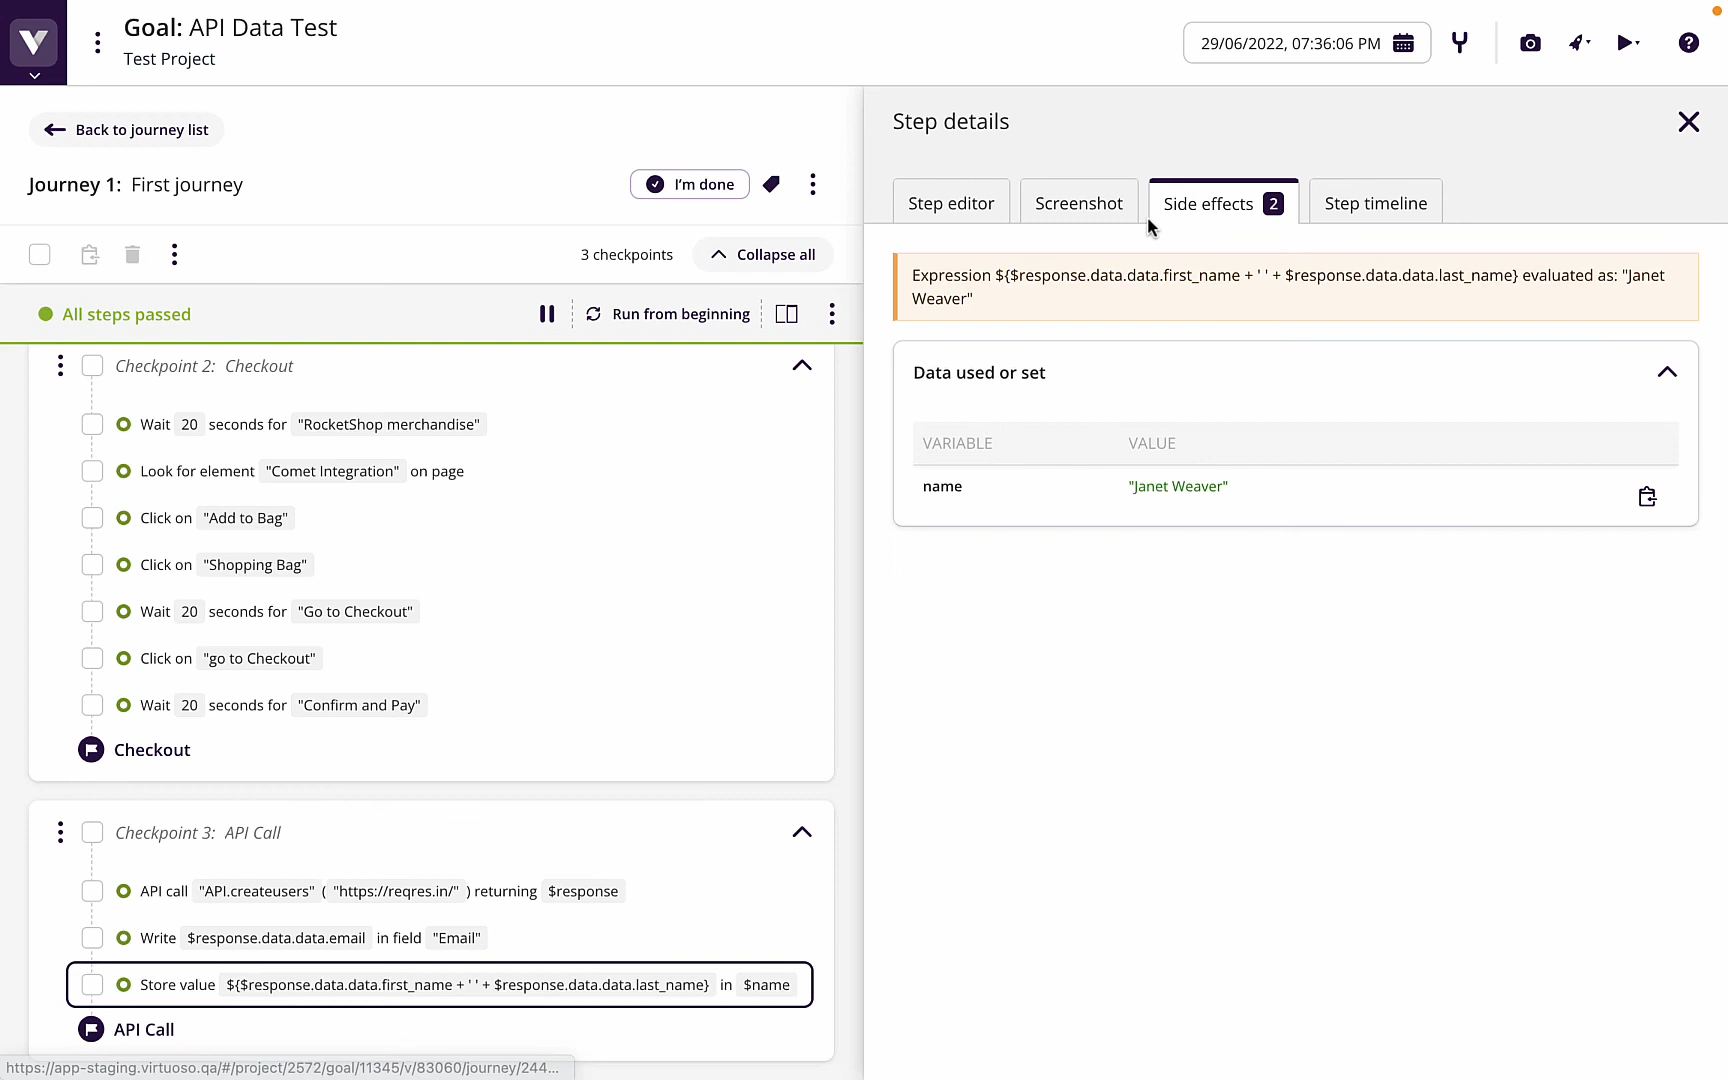 Goal: API Data Test
Test Project
29/06/2022, 07:36:06 PM
Back to journey list
Journey 1: First journey
I'm done
3 checkpoints
Collapse all
All steps passed
Run from beginning
Checkpoint 2: Checkout
Wait 20 seconds for "RocketShop merchandise"
Look for element "Comet Integration" on page
Click on "Add to Bag"
Click on "Shopping Bag"
Wait 20 seconds for "Go to Checkout"
Click on "go to Checkout"
Wait 20 seconds for "Confirm and Pay"
Checkout
Checkpoint 3: API Call
API call "API.createusers" ( "https://reqres.in/" ) returning $response
Write $response.data.data.email in field "Email"
Store value ${$response.data.data.first_name + ' ' + $response.data.data.last_name} in $name
API Call
https://app-staging.virtuoso.qa/#/project/2572/goal/11345/v/83060/journey/244...
Step details
Step editor
Screenshot
Side effects 2
Step timeline
Expression ${$response.data.data.first_name + ' ' + $response.data.data.last_name} evaluated as: "Janet
Weaver"
Data used or set
VARIABLE VALUE
name "Janet Weaver"